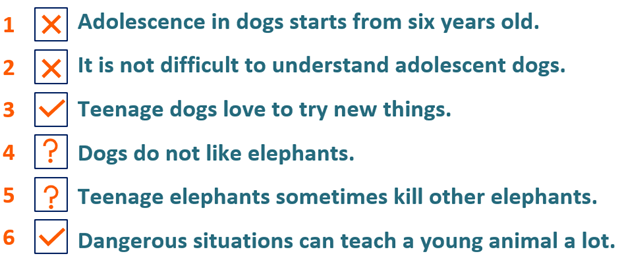 1 ☒ Adolescence in dogs starts from six years old.
2 ☒ It is not difficult to understand adolescent dogs.
3 ☑ Teenage dogs love to try new things.
4 ? Dogs do not like elephants.
5 ? Teenage elephants sometimes kill other elephants.
6 ☑ Dangerous situations can teach a young animal a lot.